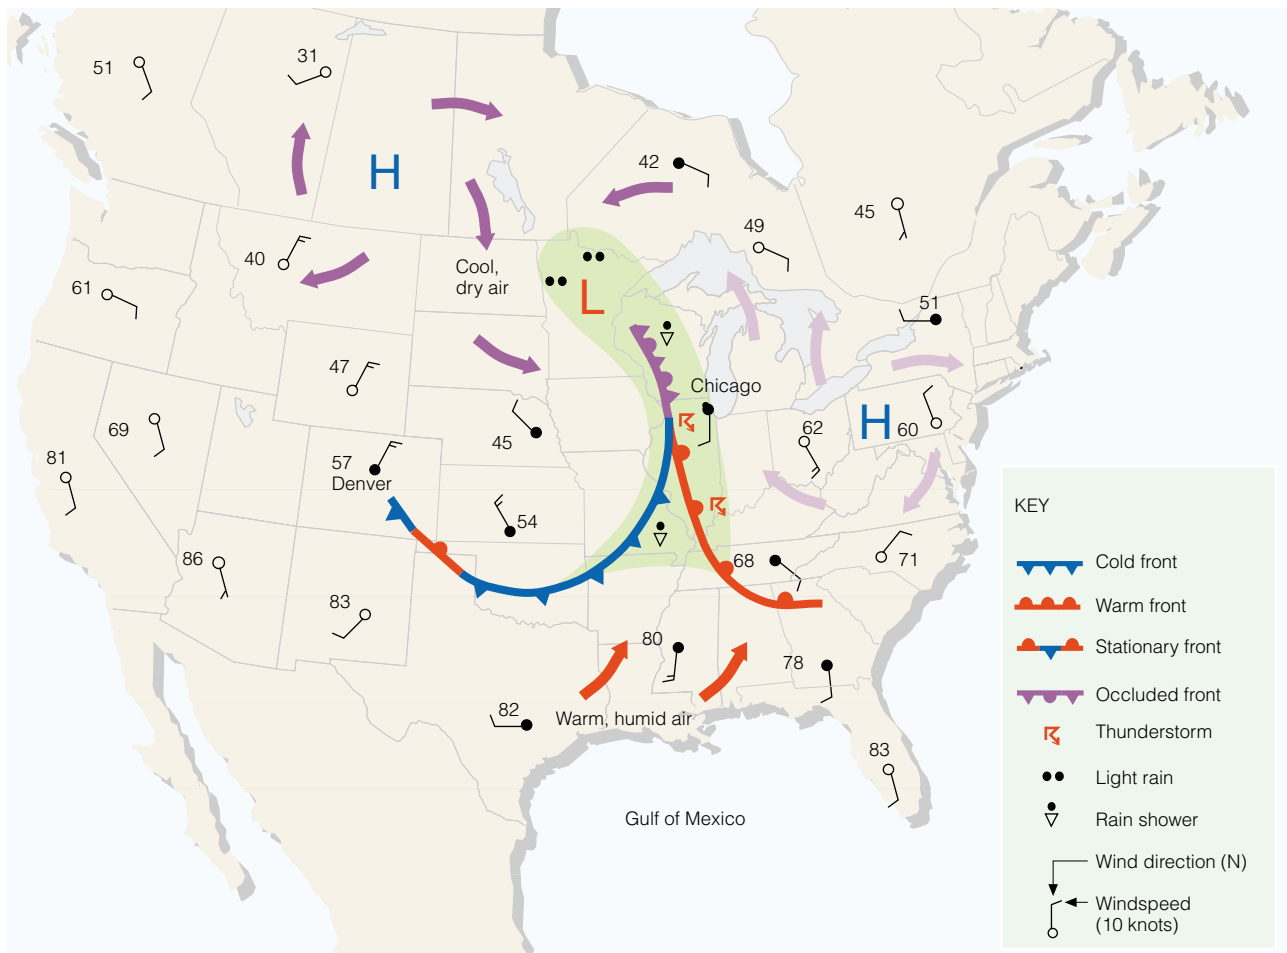 51
31
H
42
45
49
40
Cool,
dry air
61
L
51
47
Chicago
69
45
62
H
60
81
57
Denver
54
86
68
71
83
80
78
82
Warm, humid air
83
Gulf of Mexico
KEY
Cold front
Warm front
Stationary front
Occluded front
Thunderstorm
Light rain
Rain shower
Wind direction (N)
Windspeed
(10 knots)